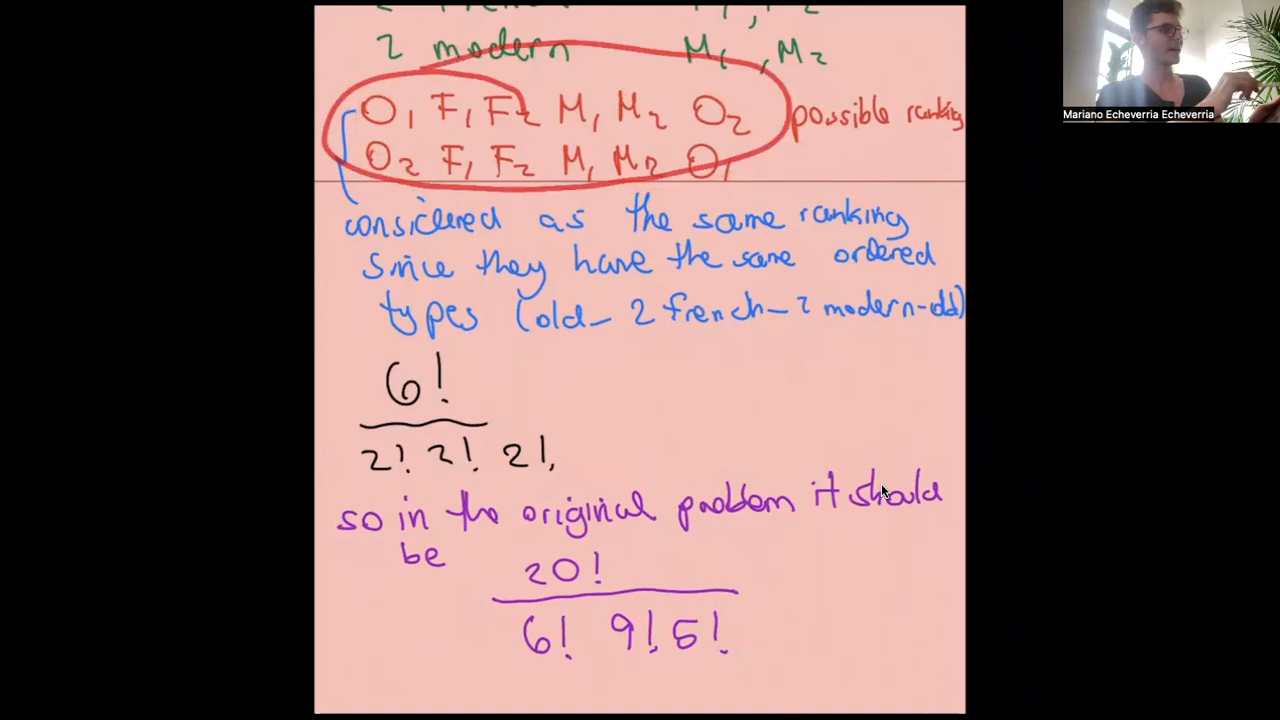 2 modern M1, M2
O1 F1 F2 M1 M2 O2 possible ranking
O2 F1 F2 M1 M2 O1
considered as the same ranking
since they have the same ordered
types (old_ 2 french_ 2 modern-old)
6!
2! 2! 2!
so in the original problem it should
be
20!
6! 9! 5!
Mariano Echeverria Echeverria